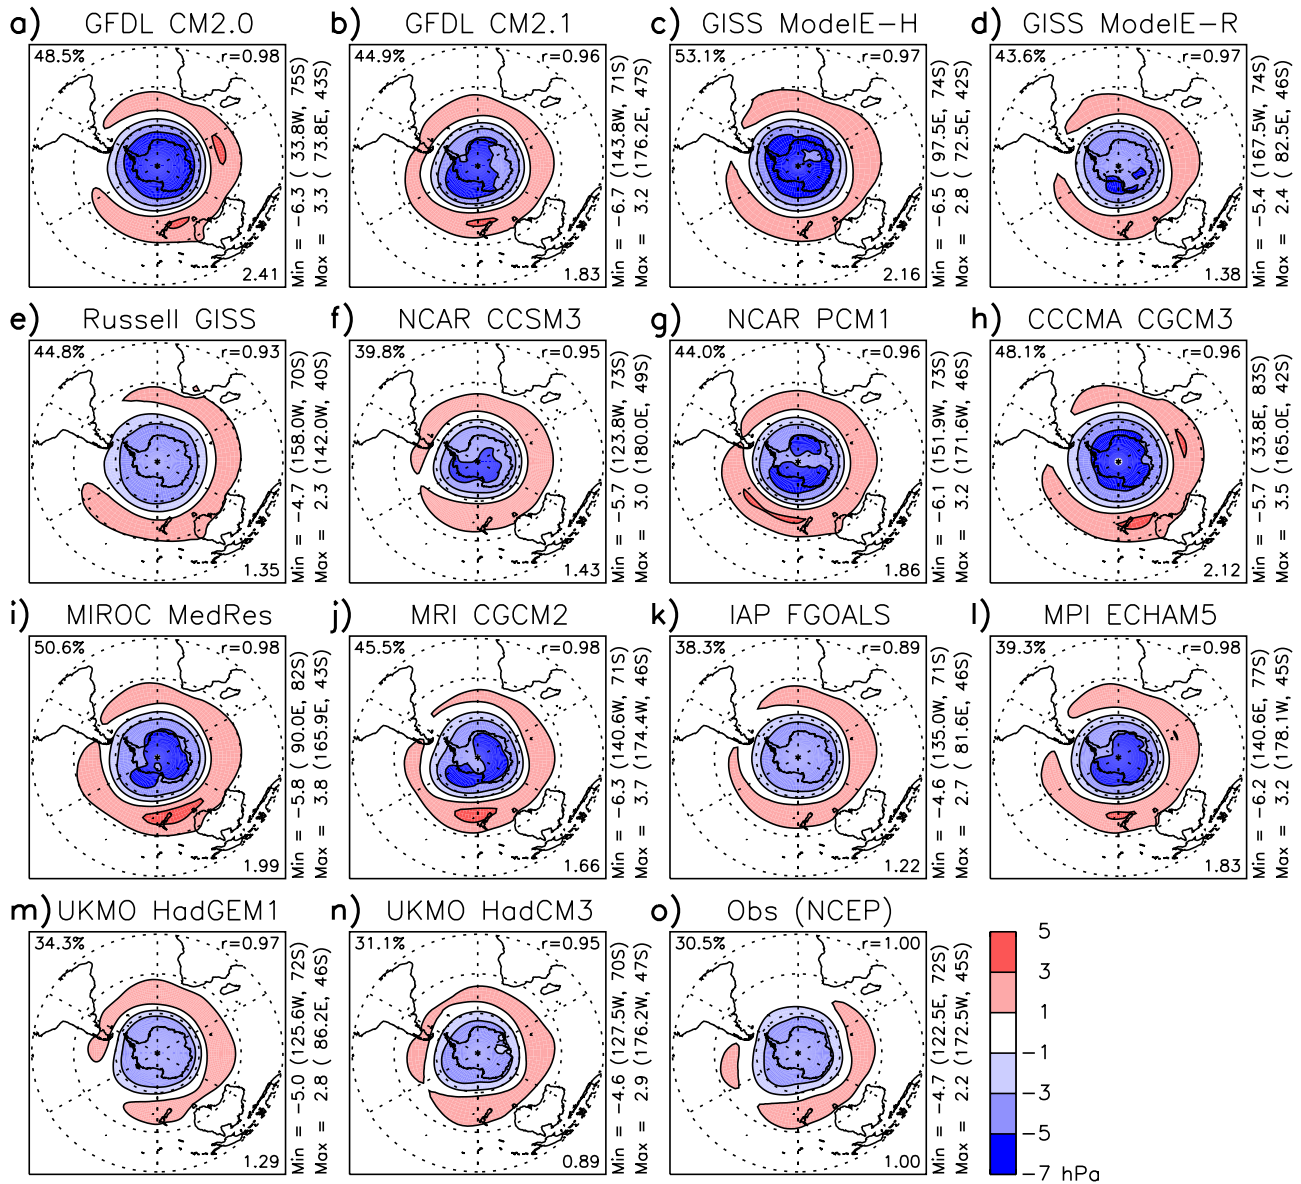 a) GFDL CM2.0
48.5% r=0.98
2.41
Min = −6.3 ( 33.8W, 75S)
Max = 3.3 ( 73.8E, 43S)
b) GFDL CM2.1
44.9% r=0.96
1.83
Min = −6.7 (143.8W, 71S)
Max = 3.2 (176.2E, 47S)
c) GISS ModelE−H
53.1% r=0.97
2.16
Min = −6.5 ( 97.5E, 74S)
Max = 2.8 ( 72.5E, 42S)
d) GISS ModelE−R
43.6% r=0.97
1.38
Min = −5.4 (167.5W, 74S)
Max = 2.4 ( 82.5E, 46S)
e) Russell GISS
44.8% r=0.93
1.35
Min = −4.7 (158.0W, 70S)
Max = 2.3 (142.0W, 40S)
f) NCAR CCSM3
39.8% r=0.95
1.43
Min = −5.7 (123.8W, 73S)
Max = 3.0 (180.0E, 49S)
g) NCAR PCM1
44.0% r=0.96
1.86
Min = −6.1 (151.9W, 73S)
Max = 3.2 (171.6W, 46S)
h) CCCMA CGCM3
48.1% r=0.96
2.12
Min = −5.7 ( 33.8E, 83S)
Max = 3.5 (165.0E, 42S)
i) MIROC MedRes
50.6% r=0.98
1.99
Min = −5.8 ( 90.0E, 82S)
Max = 3.8 (165.9E, 43S)
j) MRI CGCM2
45.5% r=0.98
1.66
Min = −6.3 (140.6W, 71S)
Max = 3.7 (174.4W, 46S)
k) IAP FGOALS
38.3% r=0.89
1.22
Min = −4.6 (135.0W, 71S)
Max = 2.7 ( 81.6E, 46S)
l) MPI ECHAM5
39.3% r=0.98
1.83
Min = −6.2 (140.6E, 77S)
Max = 3.2 (178.1W, 45S)
m) UKMO HadGEM1
34.3% r=0.97
1.29
Min = −5.0 (125.6W, 72S)
Max = 2.8 ( 86.2E, 46S)
n) UKMO HadCM3
31.1% r=0.95
0.89
Min = −4.6 (127.5W, 70S)
Max = 2.9 (176.2W, 47S)
o) Obs (NCEP)
30.5% r=1.00
1.00
Min = −4.7 (122.5E, 72S)
Max = 2.2 (172.5W, 45S)
5
3
1
−1
−3
−5
−7 hPa